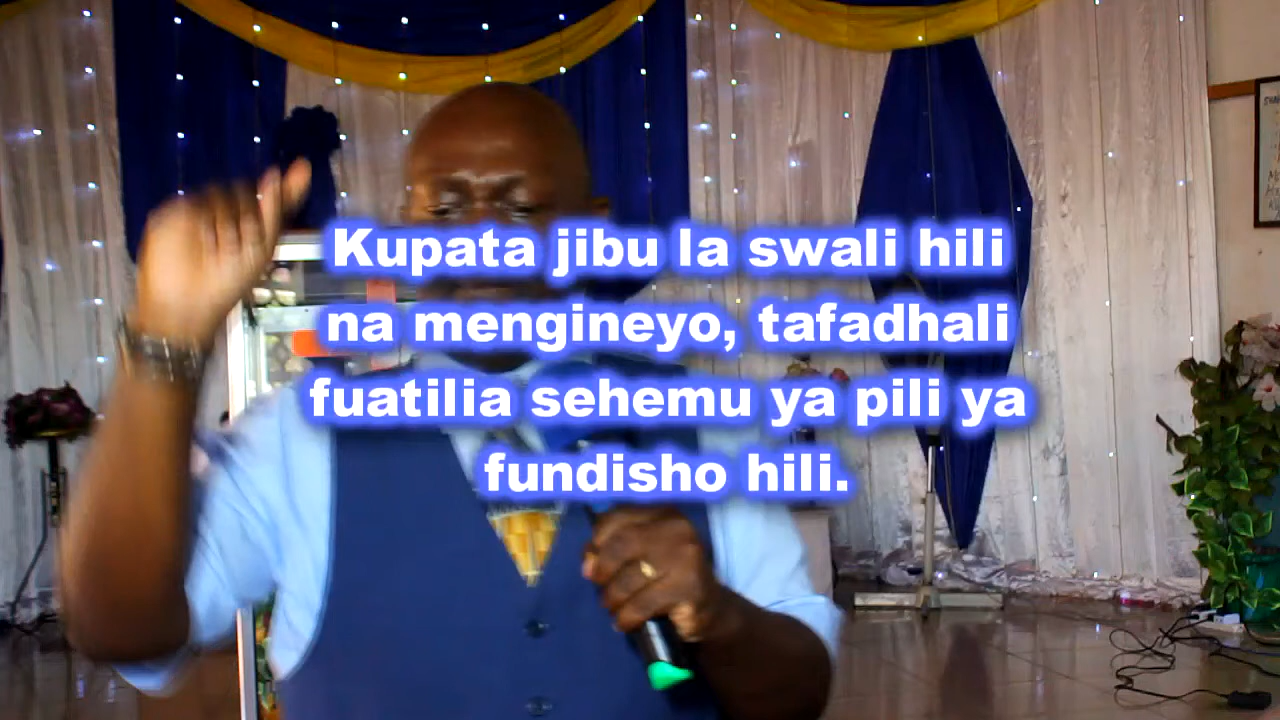 Kupata jibu la swali hili
na mengineyo, tafadhali
fuatilia sehemu ya pili ya
fundisho hili.